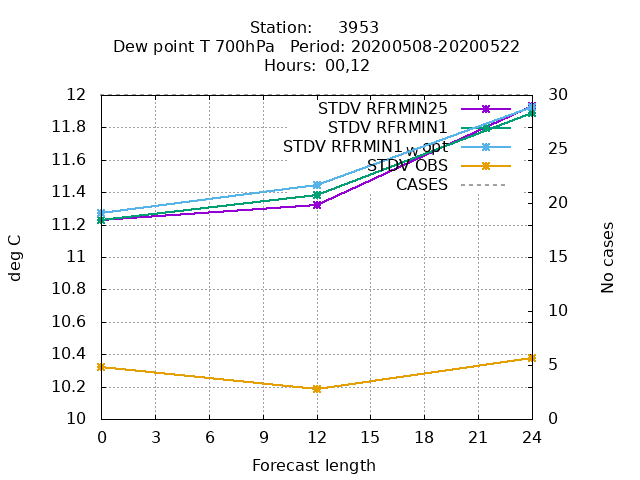 Station: 3953
Dew point T 700hPa Period: 20200508-20200522
Hours: 00,12
deg C
12
11.8
11.6
11.4
11.2
11
10.8
10.6
10.4
10.2
10
STDV RFRMIN25
STDV RFRMIN1
STDV RFRMIN1_wopt
STDV OBS
CASES
30
25
20
15
10
5
0
No cases
0 3 6 9 12 15 18 21 24
Forecast length